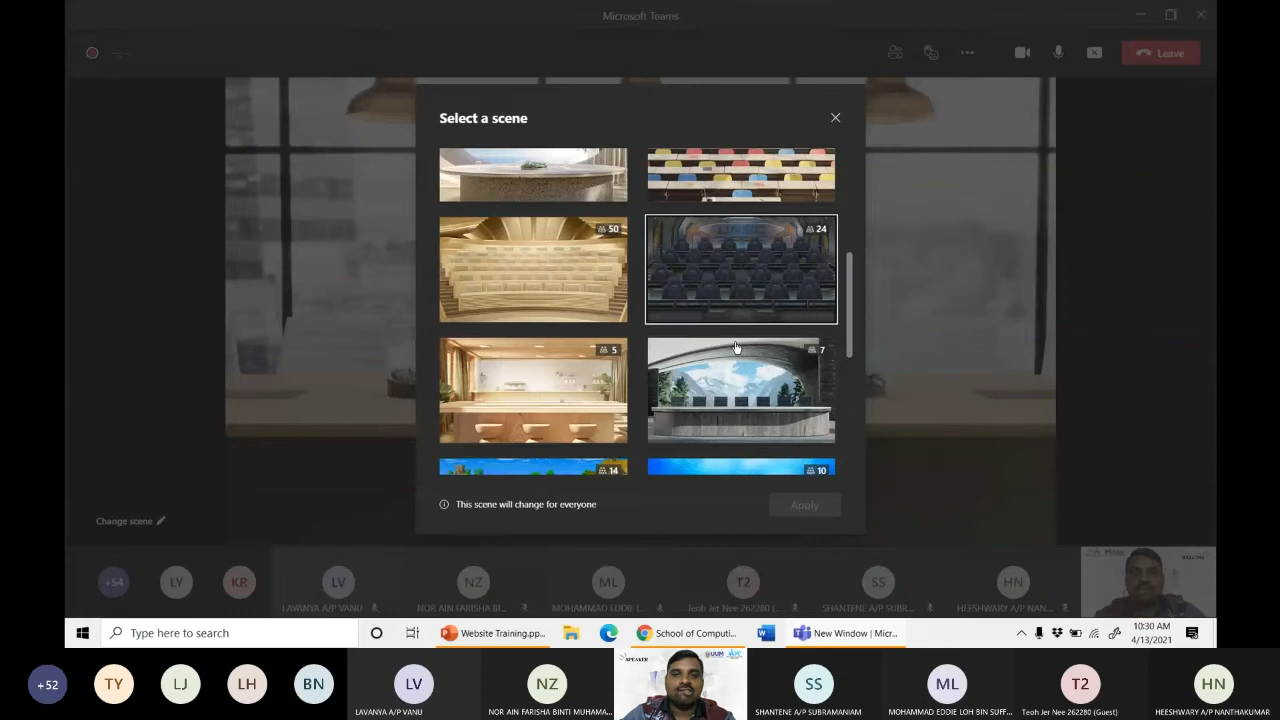 Microsoft Teams
Leave
Select a scene
50
24
5
7
14
10
This scene will change for everyone
Apply
Change scene
+54
LY
KR
LV
NZ
ML
T2
SS
HN
LAVANYA A/P VANU
NOR AIN FARISHA BI...
MOHAMMAD EDDIE L...
Teoh Jer Nee 262280 (...
SHANTENE A/P SUBR...
HEESHWARY A/P NAN...
Type here to search
Website Training.pp...
School of Computi...
New Window | Micr...
10:30 AM
4/13/2021
+52
TY
LJ
LH
BN
LV
NZ
SPEAKER
UUM
SS
ML
T2
HN
LAVANYA A/P VANU
NOR AIN FARISHA BINTI MUHAMA...
SHANTENE A/P SUBRAMANIAM
MOHAMMAD EDDIE LOH BIN SUFF...
Teoh Jer Nee 262280 (Guest)
HEESHWARY A/P NANTHAKUMAR